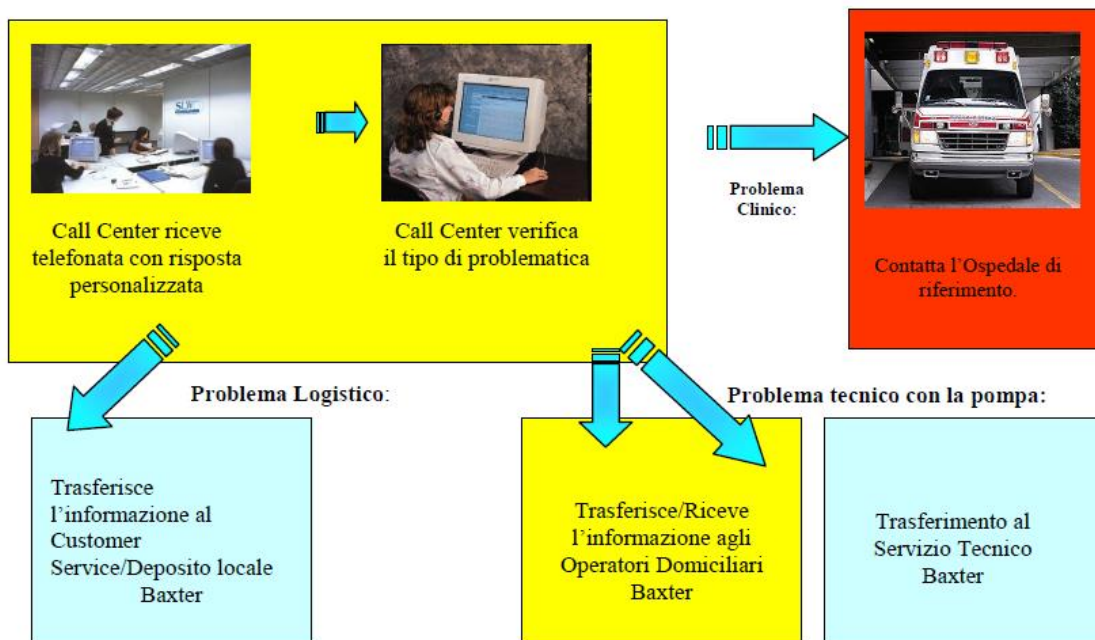 SLW
Call Center riceve
telefonata con risposta
personalizzata
Call Center verifica
il tipo di problematica
Problema
Clinico:
Contatta l’Ospedale di
riferimento.
Problema Logistico:
Problema tecnico con la pompa:
Trasferisce
l’informazione al
Customer
Service/Deposito locale
Baxter
Trasferisce/Riceve
l’informazione agli
Operatori Domiciliari
Baxter
Trasferimento al
Servizio Tecnico
Baxter